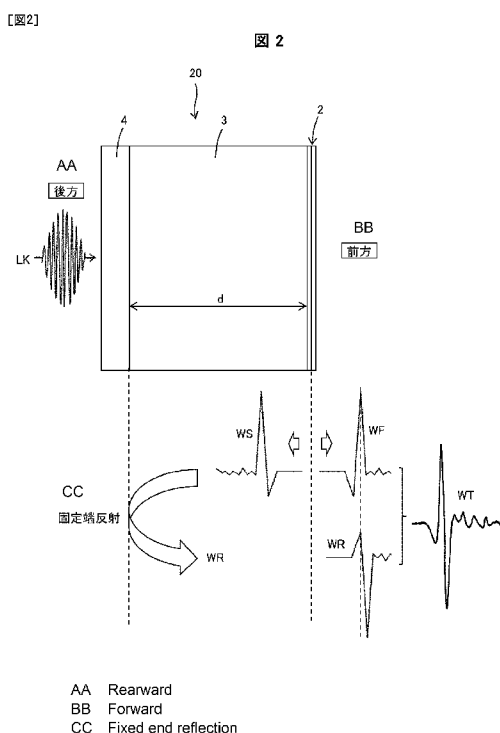 [図2]
図 2
20
4
3
2
AA
後方
BB
前方
LK
d
WS
WF
WT
CC
固定端反射
WR
WR
AA Rearward
BB Forward
CC Fixed end reflection